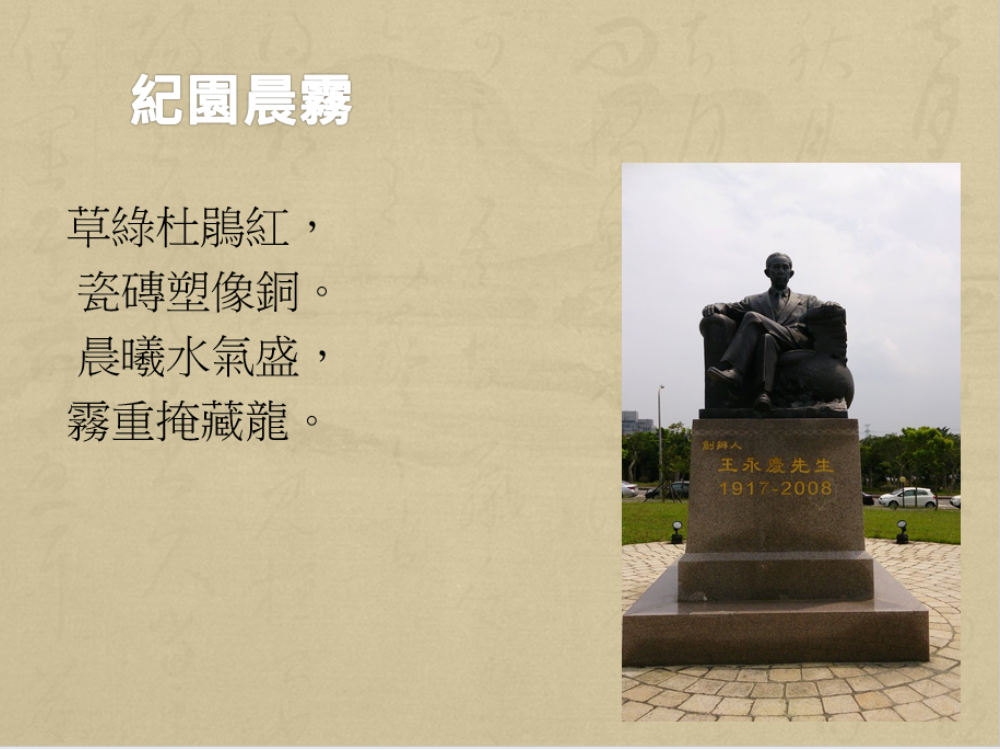 紀園晨霧
草綠杜鵑紅，
瓷磚塑像銅。
晨曦水氣盛，
霧重掩藏龍。
創辦人
王永慶先生
1917-2008